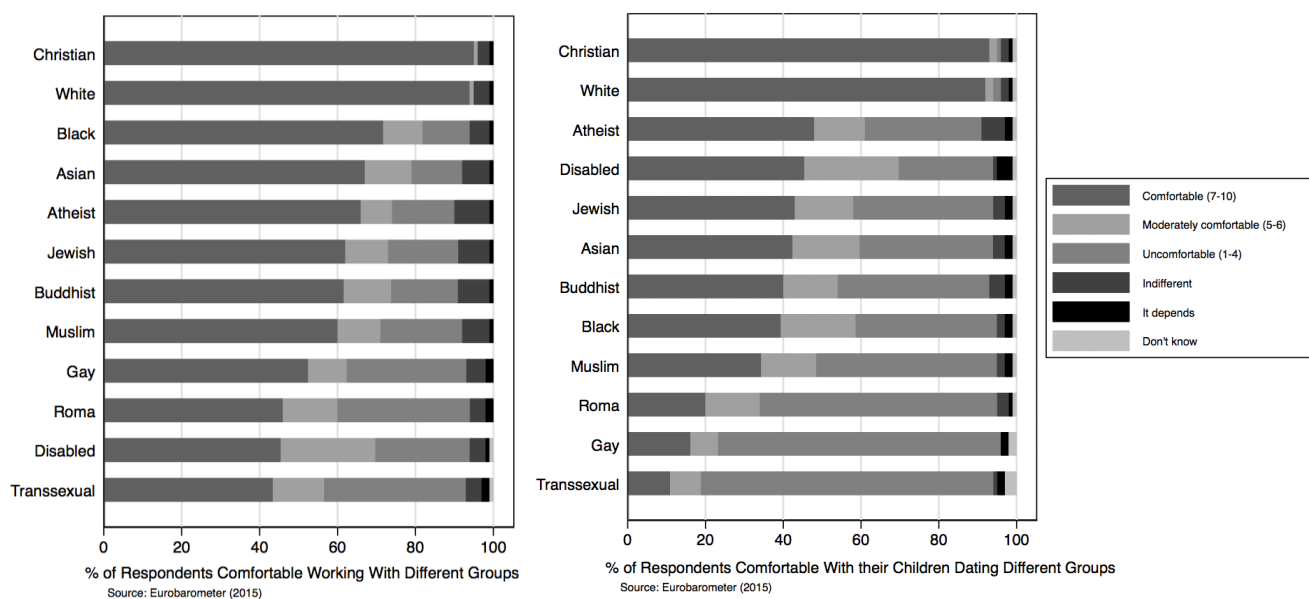 Christian
White
Black
Asian
Atheist
Jewish
Buddhist
Muslim
Gay
Roma
Disabled
Transsexual
0 20 40 60 80 100
% of Respondents Comfortable Working With Different Groups
Source: Eurobarometer (2015)
Christian
White
Atheist
Disabled
Jewish
Asian
Buddhist
Black
Muslim
Roma
Gay
Transsexual
0 20 40 60 80 100
% of Respondents Comfortable With their Children Dating Different Groups
Source: Eurobarometer (2015)
Comfortable (7-10)
Moderately comfortable (5-6)
Uncomfortable (1-4)
Indifferent
It depends
Don't know